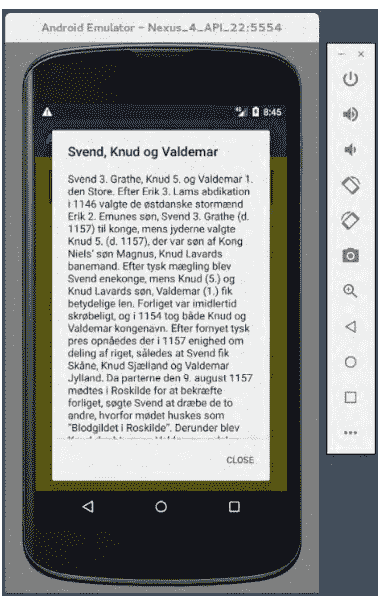 Android Emulator - Nexus_4_API_22:5554
8:45
Svend, Knud og Valdemar
Svend 3. Grathe, Knud 5. og Valdemar 1.
den Store. Efter Erik 3. Lams abdikation
i 1146 valgte de østdanske stormænd
Erik 2. Emunes søn, Svend 3. Grathe (d.
1157) til konge, mens jyderne valgte
Knud 5. (d. 1157), der var søn af Kong
Niels' søn Magnus, Knud Lavards
banemand. Efter tysk mægling blev
Svend enekonge, mens Knud (5.) og
Knud Lavards søn, Valdemar (1.) fik
betydelige len. Forliget var imidlertid
skrøbeligt, og i 1154 tog både Knud og
Valdemar kongenavn. Efter fornyet tysk
pres opnåedes der i 1157 enighed om
deling af riget, således at Svend fik
Skåne, Knud Sjælland og Valdemar
Jylland. Da parterne den 9. august 1157
mødtes i Roskilde for at bekræfte
forliget, søgte Svend at dræbe de to
andre, hvorfor mødet huskes som
"Blodgildet i Roskilde". Derunder blev
CLOSE